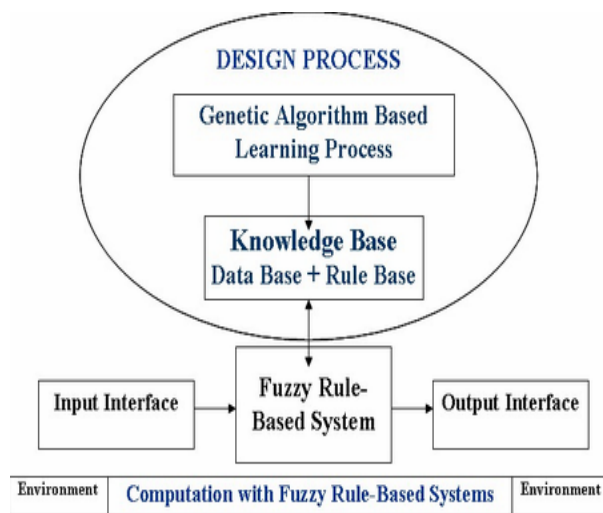 DESIGN PROCESS
Genetic Algorithm Based
Learning Process
Knowledge Base
Data Base + Rule Base
Input Interface
Fuzzy Rule-
Based System
Output Interface
Environment
Computation with Fuzzy Rule-Based Systems
Environment